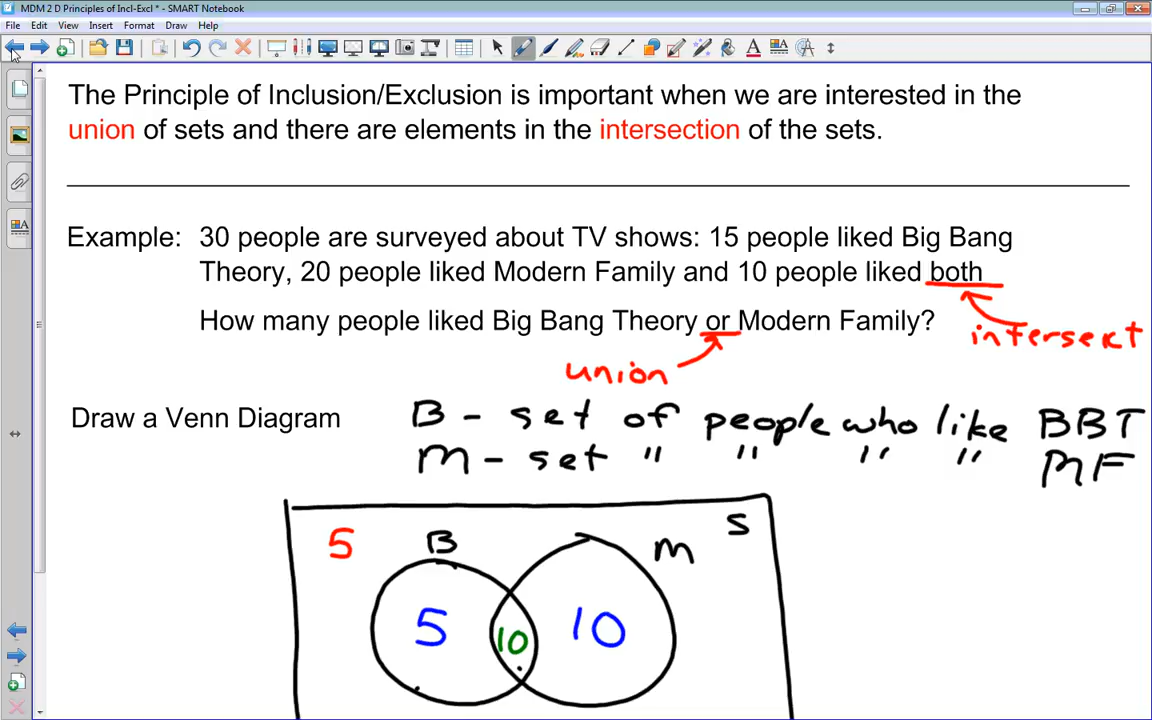 MDM 2 D Principles of Incl-Excl * - SMART Notebook
File Edit View Insert Format Draw Help
The Principle of Inclusion/Exclusion is important when we are interested in the
union of sets and there are elements in the intersection of the sets.
Example: 30 people are surveyed about TV shows: 15 people liked Big Bang
Theory, 20 people liked Modern Family and 10 people liked both
How many people liked Big Bang Theory or Modern Family?
intersect
union
Draw a Venn Diagram
B - set of people who like BBT
M - set " " " " MF
S
5 B M
5 10 10